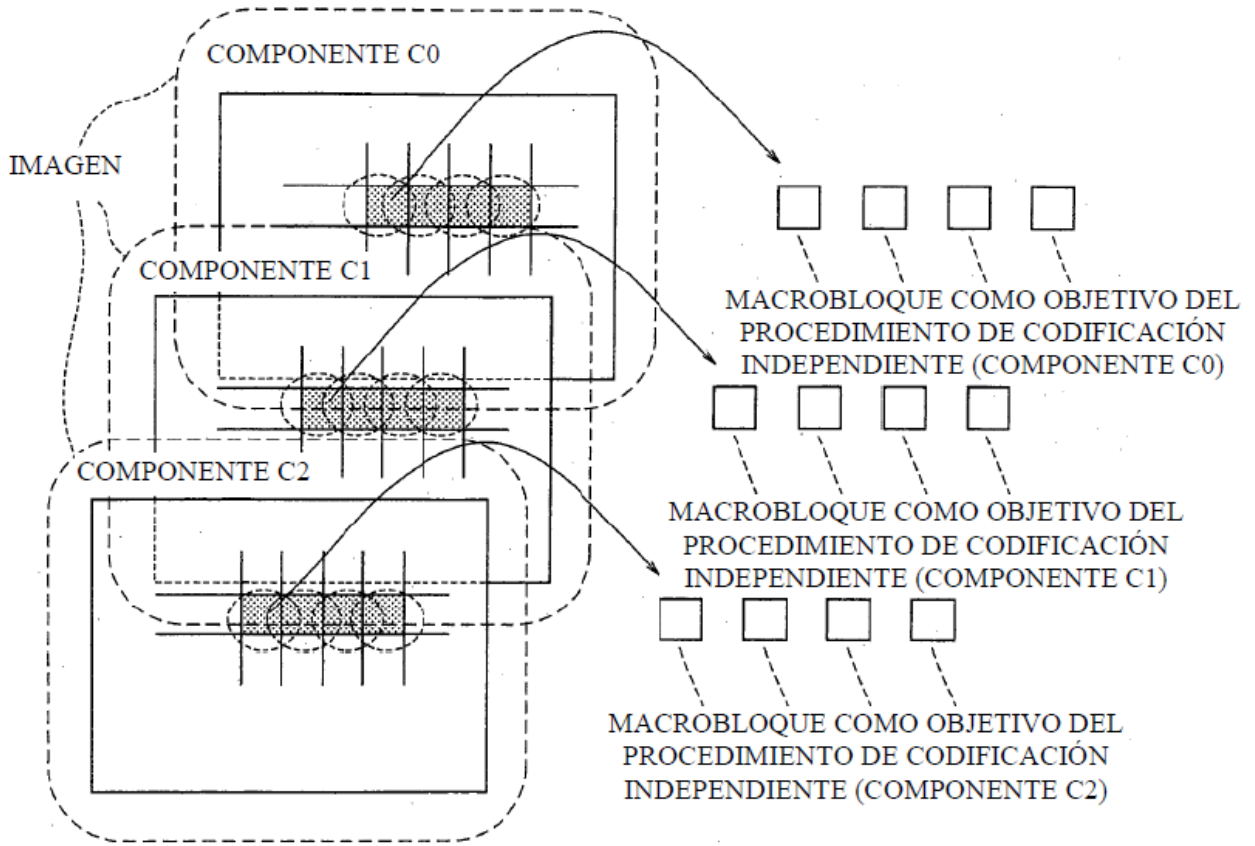 COMPONENTE C0
IMAGEN
COMPONENTE C1
MACROBLOQUE COMO OBJETIVO DEL
PROCEDIMIENTO DE CODIFICACIÓN
INDEPENDIENTE (COMPONENTE C0)
COMPONENTE C2
MACROBLOQUE COMO OBJETIVO DEL
PROCEDIMIENTO DE CODIFICACIÓN
INDEPENDIENTE (COMPONENTE C1)
MACROBLOQUE COMO OBJETIVO DEL
PROCEDIMIENTO DE CODIFICACIÓN
INDEPENDIENTE (COMPONENTE C2)